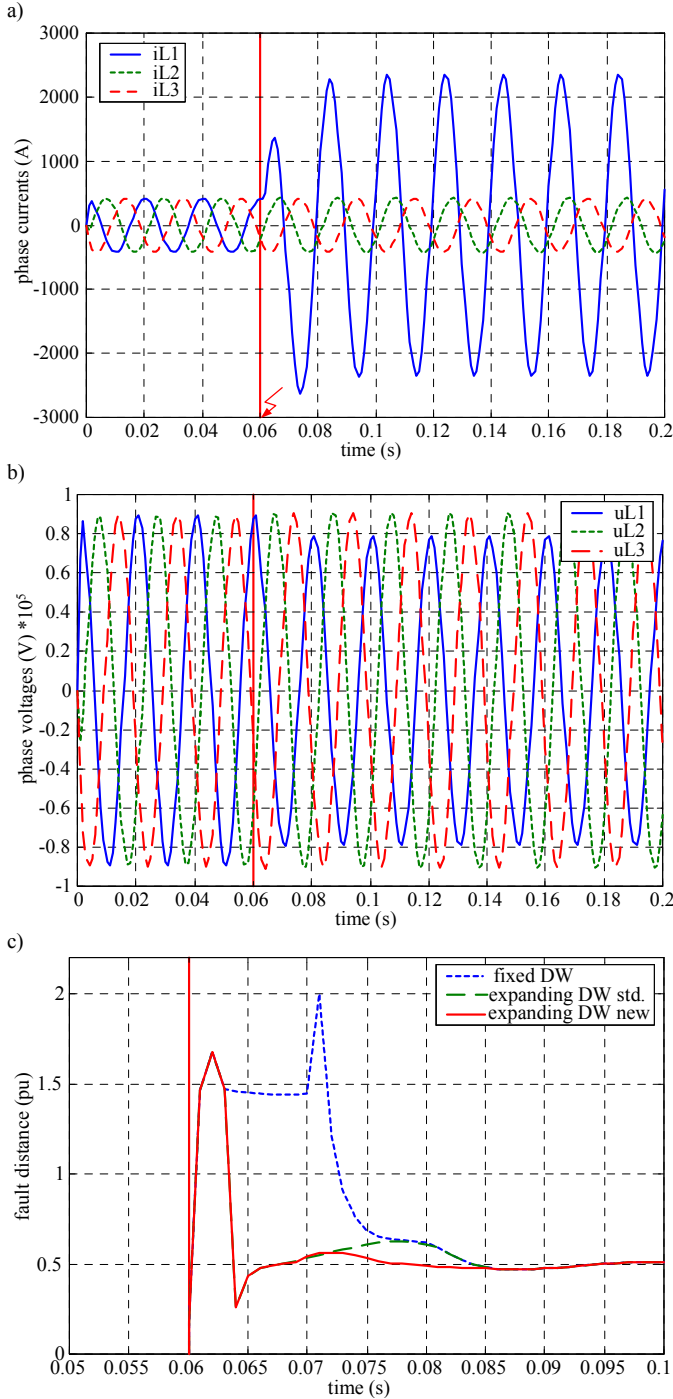 a)
3000
2000
1000
0
-1000
-2000
-3000
phase currents (A)
iL1
iL2
iL3
0 0.02 0.04 0.06 0.08 0.1 0.12 0.14 0.16 0.18 0.2
time (s)
b)
1
0.8
0.6
0.4
0.2
0
-0.2
-0.4
-0.6
-0.8
-1
phase voltages (V) *10⁵
uL1
uL2
uL3
0 0.02 0.04 0.06 0.08 0.1 0.12 0.14 0.16 0.18 0.2
time (s)
c)
2
1.5
1
0.5
0
fault distance (pu)
fixed DW
expanding DW std.
expanding DW new
0.05 0.055 0.06 0.065 0.07 0.075 0.08 0.085 0.09 0.095 0.1
time (s)